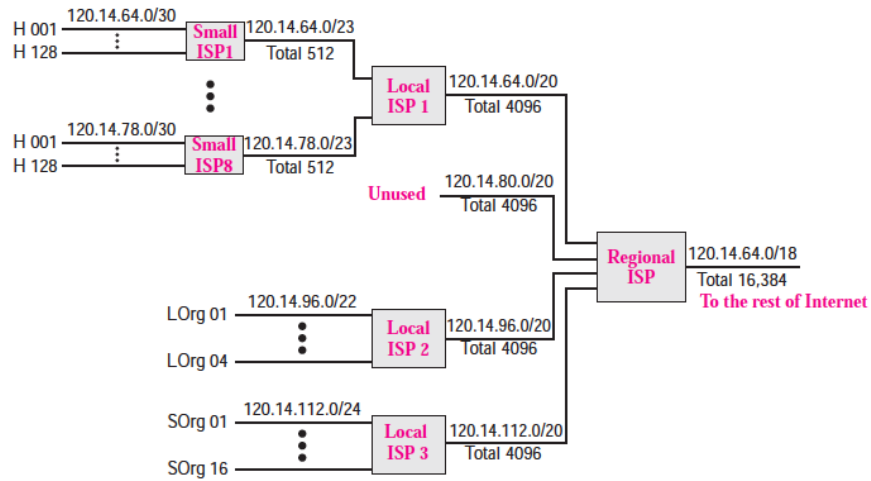 H 001
120.14.64.0/30
H 128
Small
ISP1
120.14.64.0/23
Total 512
H 001
120.14.78.0/30
H 128
Small
ISP8
120.14.78.0/23
Total 512
Local
ISP 1
120.14.64.0/20
Total 4096
Unused
120.14.80.0/20
Total 4096
LOrg 01
120.14.96.0/22
LOrg 04
Local
ISP 2
120.14.96.0/20
Total 4096
SOrg 01
120.14.112.0/24
SOrg 16
Local
ISP 3
120.14.112.0/20
Total 4096
Regional
ISP
120.14.64.0/18
Total 16,384
To the rest of Internet